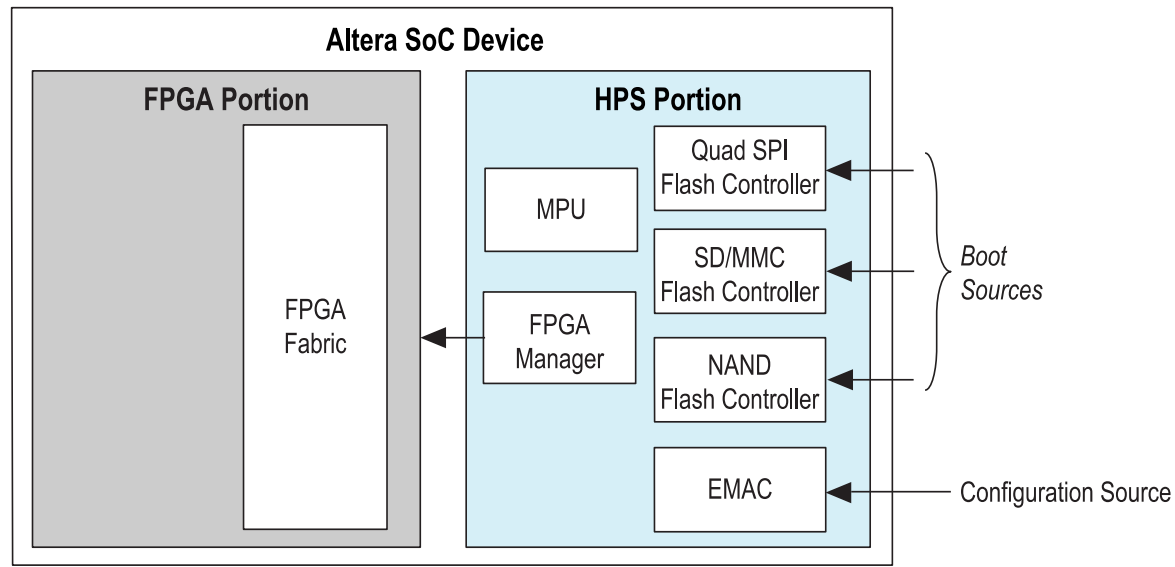 Altera SoC Device
FPGA Portion
HPS Portion
FPGA
Fabric
MPU
FPGA
Manager
Quad SPI
Flash Controller
SD/MMC
Flash Controller
NAND
Flash Controller
EMAC
Boot
Sources
Configuration Source